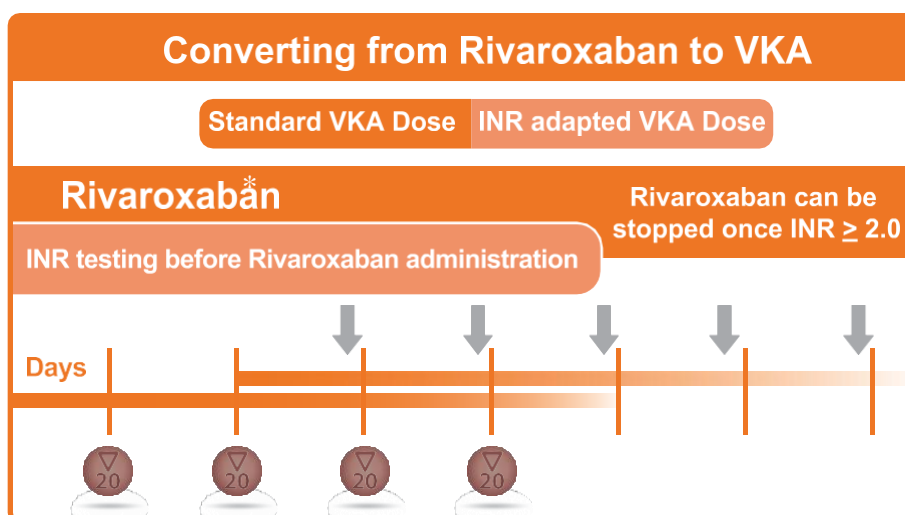 Converting from Rivaroxaban to VKA
Standard VKA Dose INR adapted VKA Dose
Rivaroxaban*
Rivaroxaban can be
stopped once INR ≥ 2.0
INR testing before Rivaroxaban administration
Days
20 20 20 20